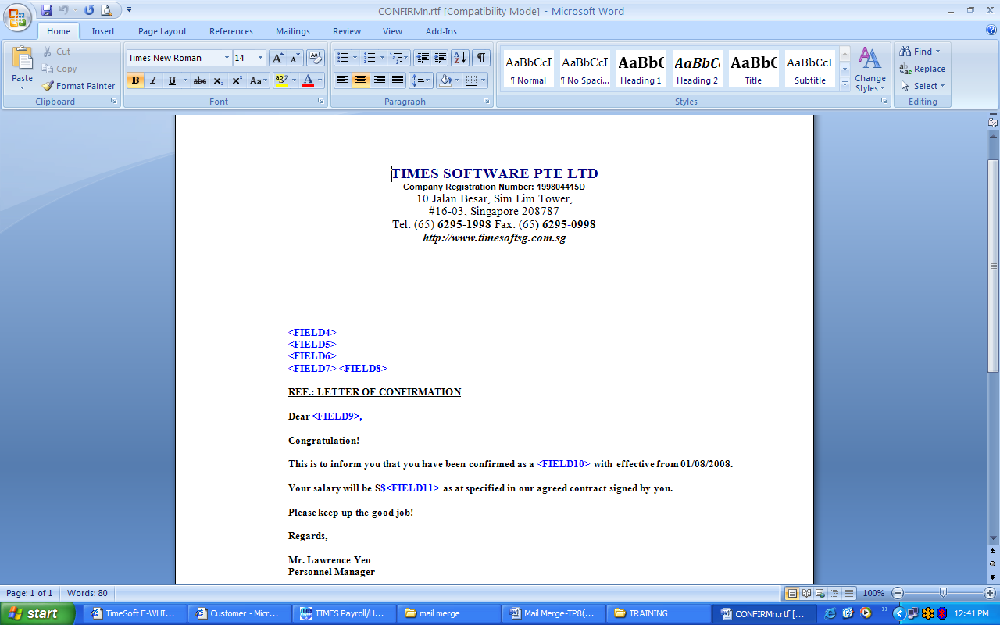 CONFIRMn.rtf [Compatibility Mode] - Microsoft Word
Home Insert Page Layout References Mailings Review View Add-Ins
Paste
Cut
Copy
Format Painter
Clipboard
Times New Roman 14
B I U abc x₂ x² Aa
Font
Paragraph
AaBbCcI AaBbCcI AaBbC AaBbCc AaBbC AaBbCcI
¶ Normal ¶ No Spaci... Heading 1 Heading 2 Title Subtitle
Change Styles
Styles
Find
Replace
Select
Editing
TIMES SOFTWARE PTE LTD
Company Registration Number: 199804415D
10 Jalan Besar, Sim Lim Tower,
#16-03, Singapore 208787
Tel: (65) 6295-1998 Fax: (65) 6295-0998
http://www.timesoftsg.com.sg
<FIELD4>
<FIELD5>
<FIELD6>
<FIELD7> <FIELD8>
REF.: LETTER OF CONFIRMATION
Dear <FIELD9>,
Congratulation!
This is to inform you that you have been confirmed as a <FIELD10> with effective from 01/08/2008.
Your salary will be S$<FIELD11> as at specified in our agreed contract signed by you.
Please keep up the good job!
Regards,
Mr. Lawrence Yeo
Personnel Manager
Page: 1 of 1 Words: 80 100%
start TimeSoft E-WHI... Customer - Micr... TIMES Payroll/H... mail merge Mail Merge-TP8(... TRAINING CONFIRMn.rtf [... 12:41 PM